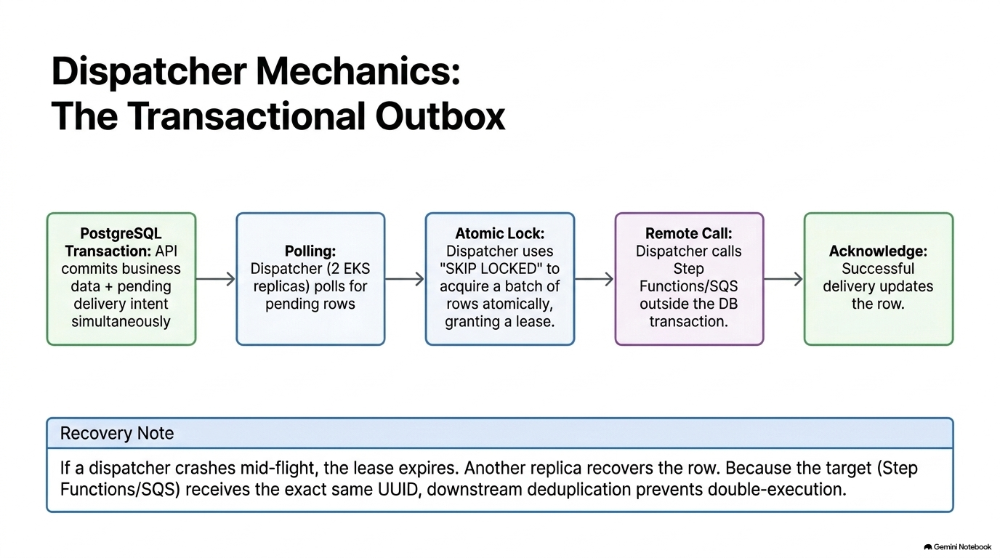 Dispatcher Mechanics:
The Transactional Outbox
PostgreSQL
Transaction: API
commits business
data + pending
delivery intent
simultaneously
Polling:
Dispatcher (2 EKS
replicas) polls for
pending rows
Atomic Lock:
Dispatcher uses
"SKIP LOCKED" to
acquire a batch of
rows atomically,
granting a lease.
Remote Call:
Dispatcher calls
Step
Functions/SQS
outside the DB
transaction.
Acknowledge:
Successful
delivery updates
the row.
Recovery Note
If a dispatcher crashes mid-flight, the lease expires. Another replica recovers the row. Because the target (Step
Functions/SQS) receives the exact same UUID, downstream deduplication prevents double-execution.
Gemini Notebook